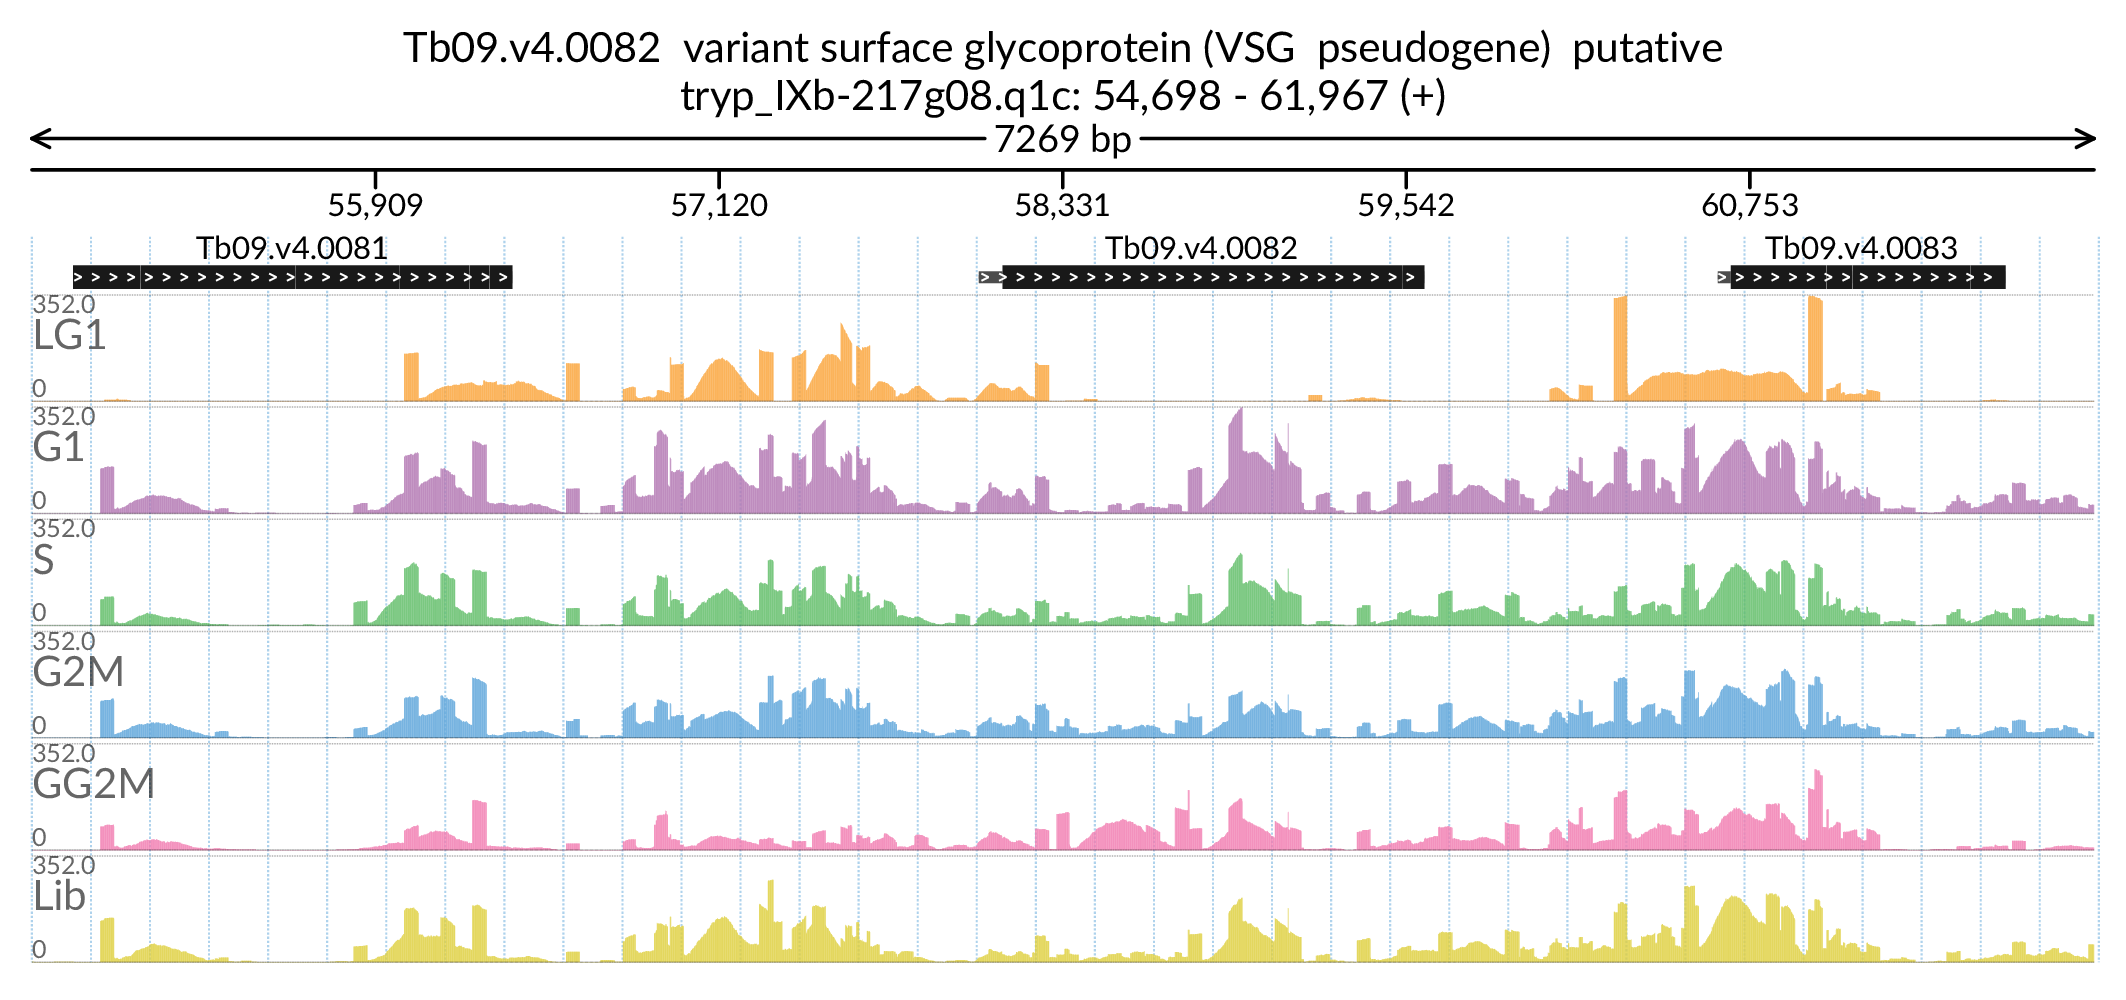 Tb09.v4.0082 variant surface glycoprotein (VSG pseudogene) putative
tryp_IXb-217g08.q1c: 54,698 - 61,967 (+)
7269 bp
55,909 57,120 58,331 59,542 60,753
Tb09.v4.0081 Tb09.v4.0082 Tb09.v4.0083
352.0
LG1
0
352.0
G1
0
352.0
S
0
352.0
G2M
0
352.0
GG2M
0
352.0
Lib
0